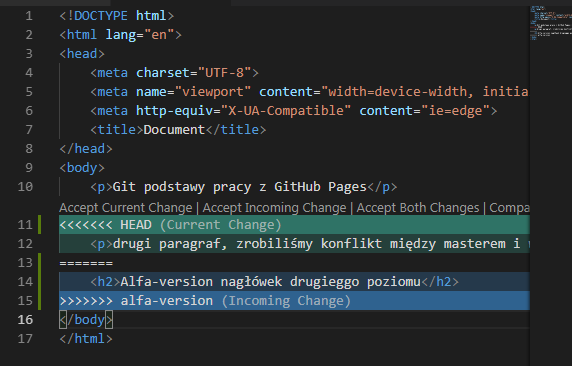 1 <!DOCTYPE html>
2 <html lang="en">
3 <head>
4 <meta charset="UTF-8">
5 <meta name="viewport" content="width=device-width, initia
6 <meta http-equiv="X-UA-Compatible" content="ie=edge">
7 <title>Document</title>
8 </head>
9 <body>
10 <p>Git podstawy pracy z GitHub Pages</p>
Accept Current Change | Accept Incoming Change | Accept Both Changes | Compa
11 <<<<<<< HEAD (Current Change)
12 <p>drugi paragraf, zrobiliśmy konflikt między masterem i
13 =======
14 <h2>Alfa-version nagłówek drugieggo poziomu</h2>
15 >>>>>>> alfa-version (Incoming Change)
16 </body>
17 </html>